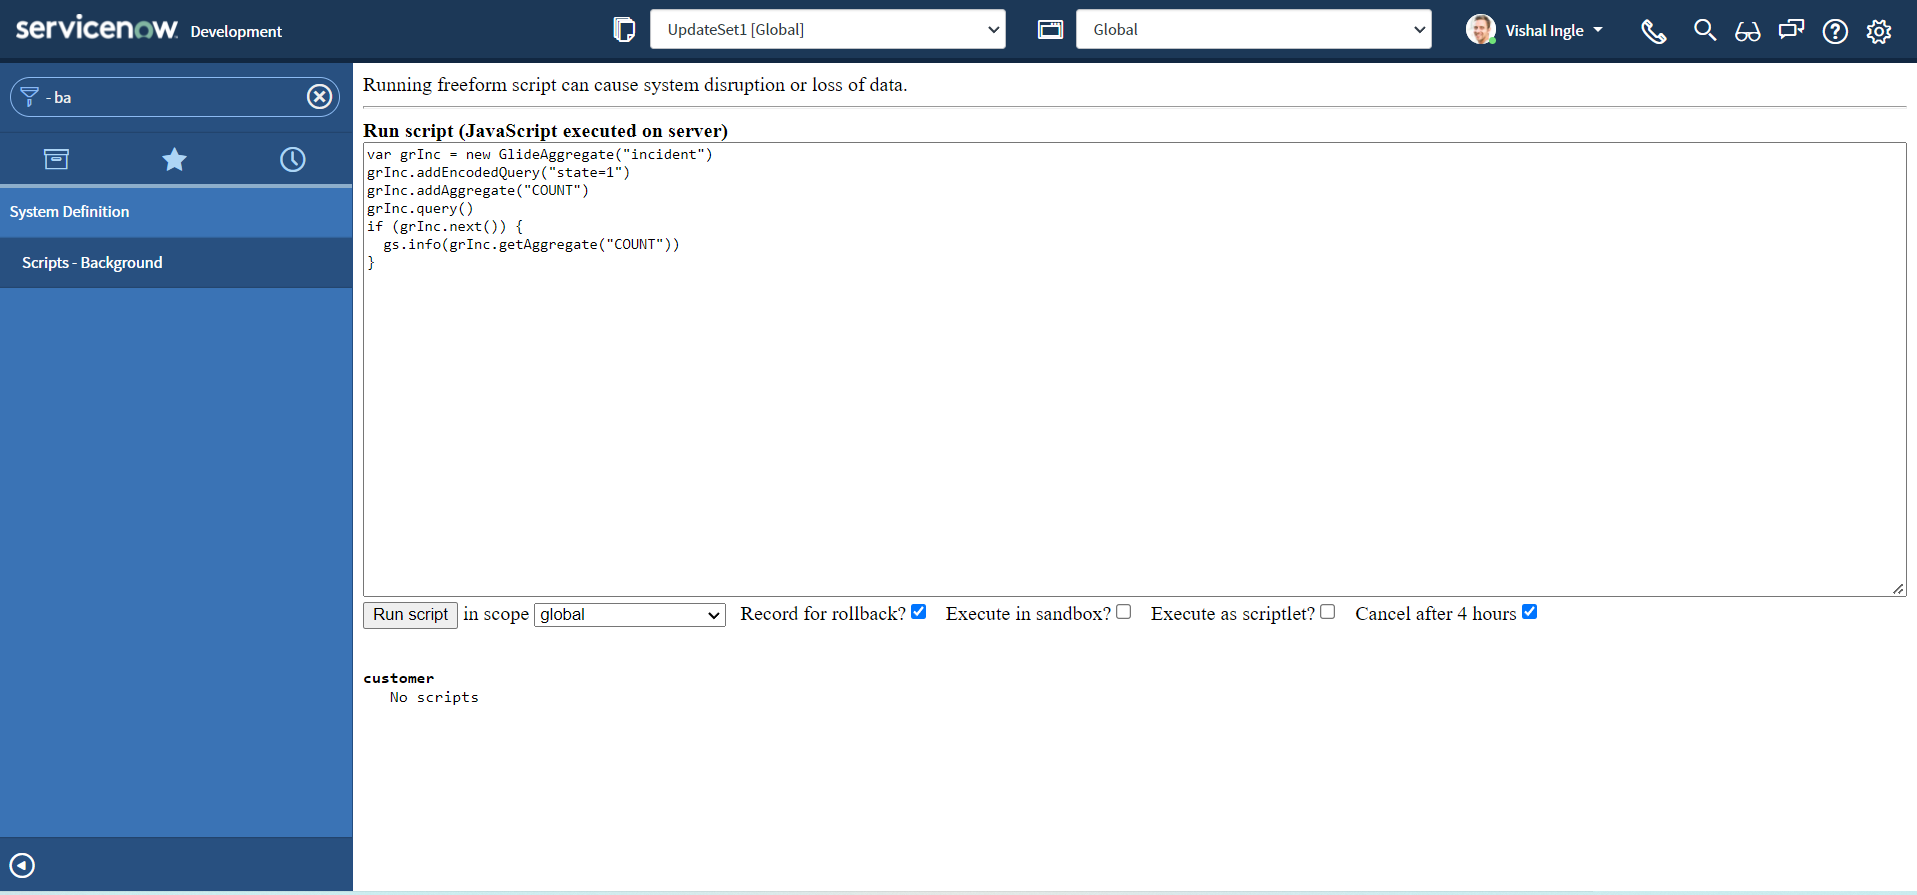 servicenow Development
UpdateSet1 [Global]
Global
Vishal Ingle
- ba
System Definition
Scripts - Background
Running freeform script can cause system disruption or loss of data.
Run script (JavaScript executed on server)
var grInc = new GlideAggregate("incident")
grInc.addEncodedQuery("state=1")
grInc.addAggregate("COUNT")
grInc.query()
if (grInc.next()) {
  gs.info(grInc.getAggregate("COUNT"))
}
Run script in scope global Record for rollback? Execute in sandbox? Execute as scriptlet? Cancel after 4 hours
customer
No scripts